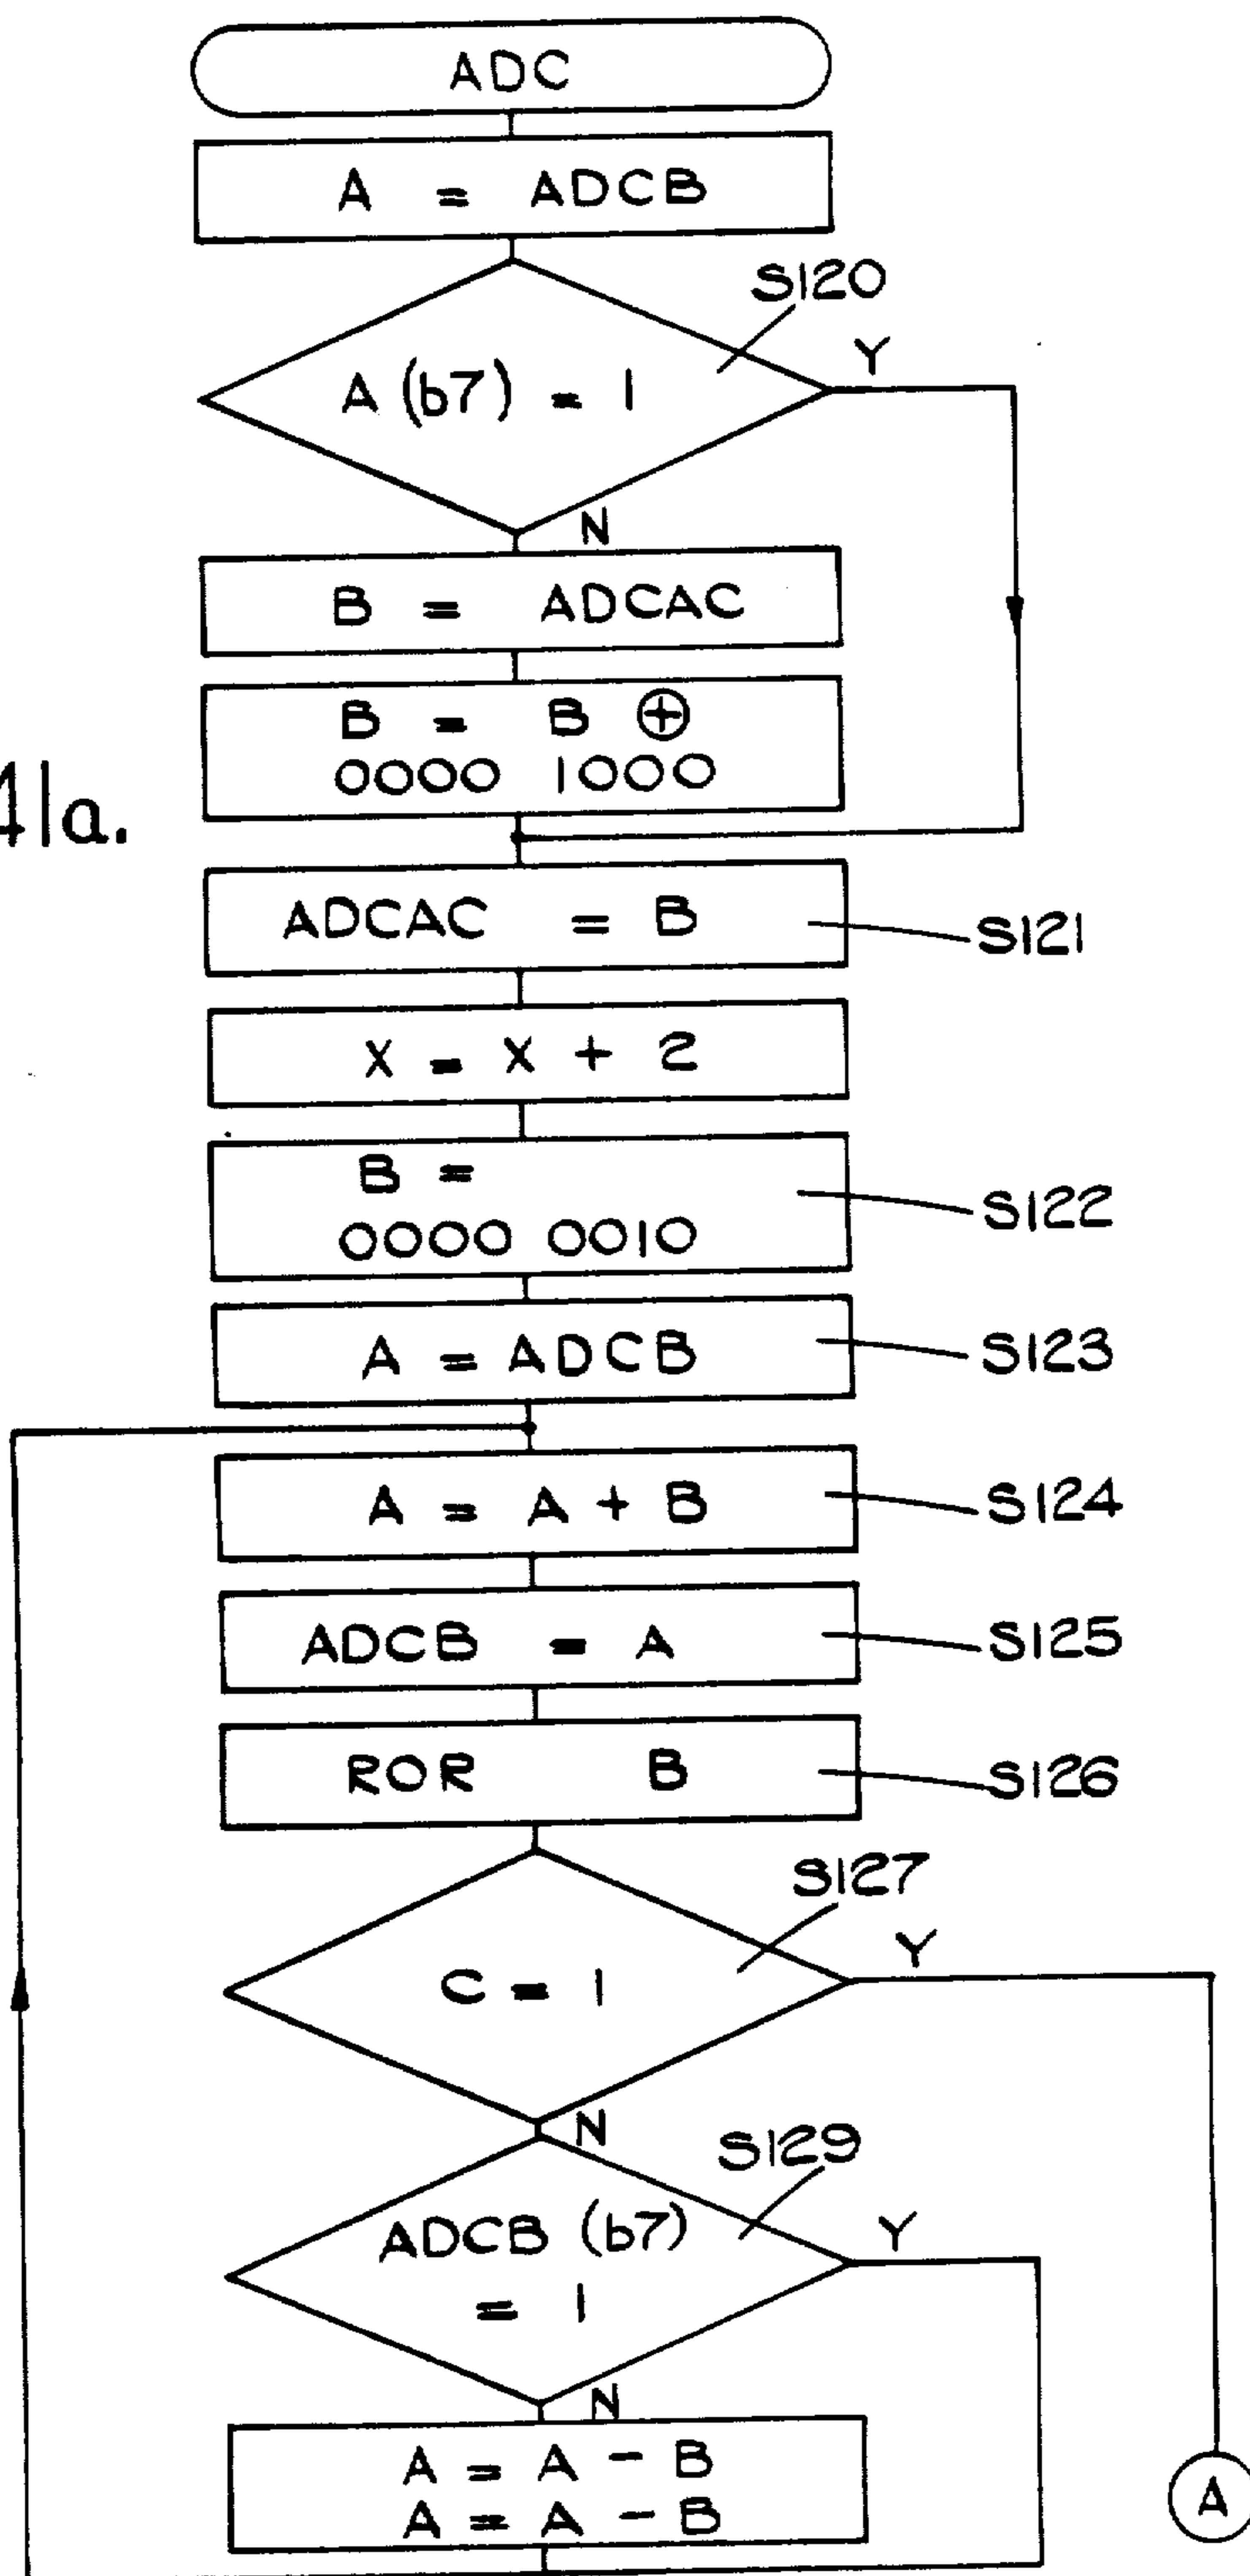 ADC
A = ADCB
S120
A (b7) = 1
Y
N
B = ADCAC
B = B ⊕
0000 1000
41a.
ADCAC = B
S121
X = X + 2
B =
0000 0010
S122
A = ADCB
S123
A = A + B
S124
ADCB = A
S125
ROR B
S126
S127
C = 1
Y
N
S129
ADCB (b7)
= 1
Y
N
A = A - B
A = A - B
A